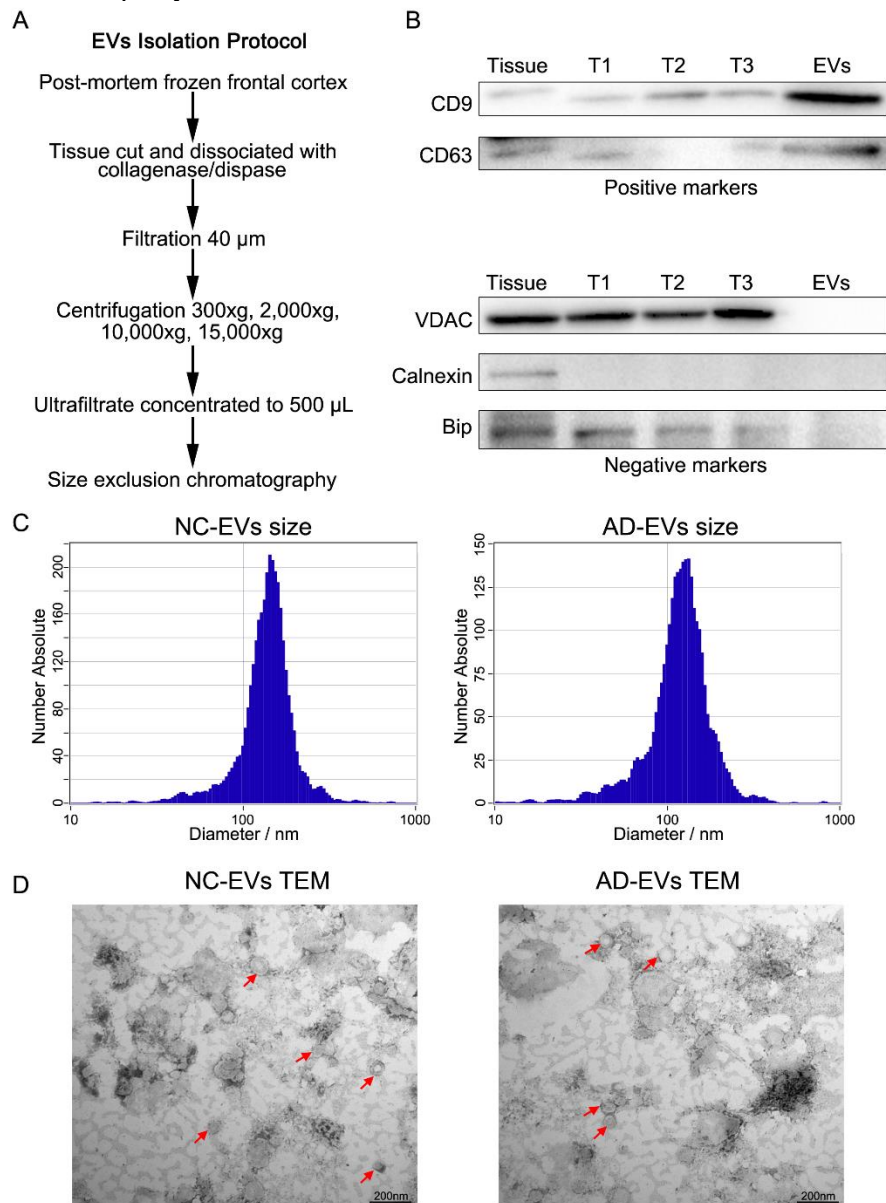 A
EVs Isolation Protocol
Post-mortem frozen frontal cortex
Tissue cut and dissociated with
collagenase/dispase
Filtration 40 µm
Centrifugation 300xg, 2,000xg,
10,000xg, 15,000xg
Ultrafiltrate concentrated to 500 µL
Size exclusion chromatography
B
Tissue T1 T2 T3 EVs
CD9
CD63
Positive markers
Tissue T1 T2 T3 EVs
VDAC
Calnexin
Bip
Negative markers
C
NC-EVs size
Number Absolute
200
160
120
80
40
0
10 100 1000
Diameter / nm
AD-EVs size
Number Absolute
150
125
100
75
50
25
0
10 100 1000
Diameter / nm
D
NC-EVs TEM
200nm
AD-EVs TEM
200nm